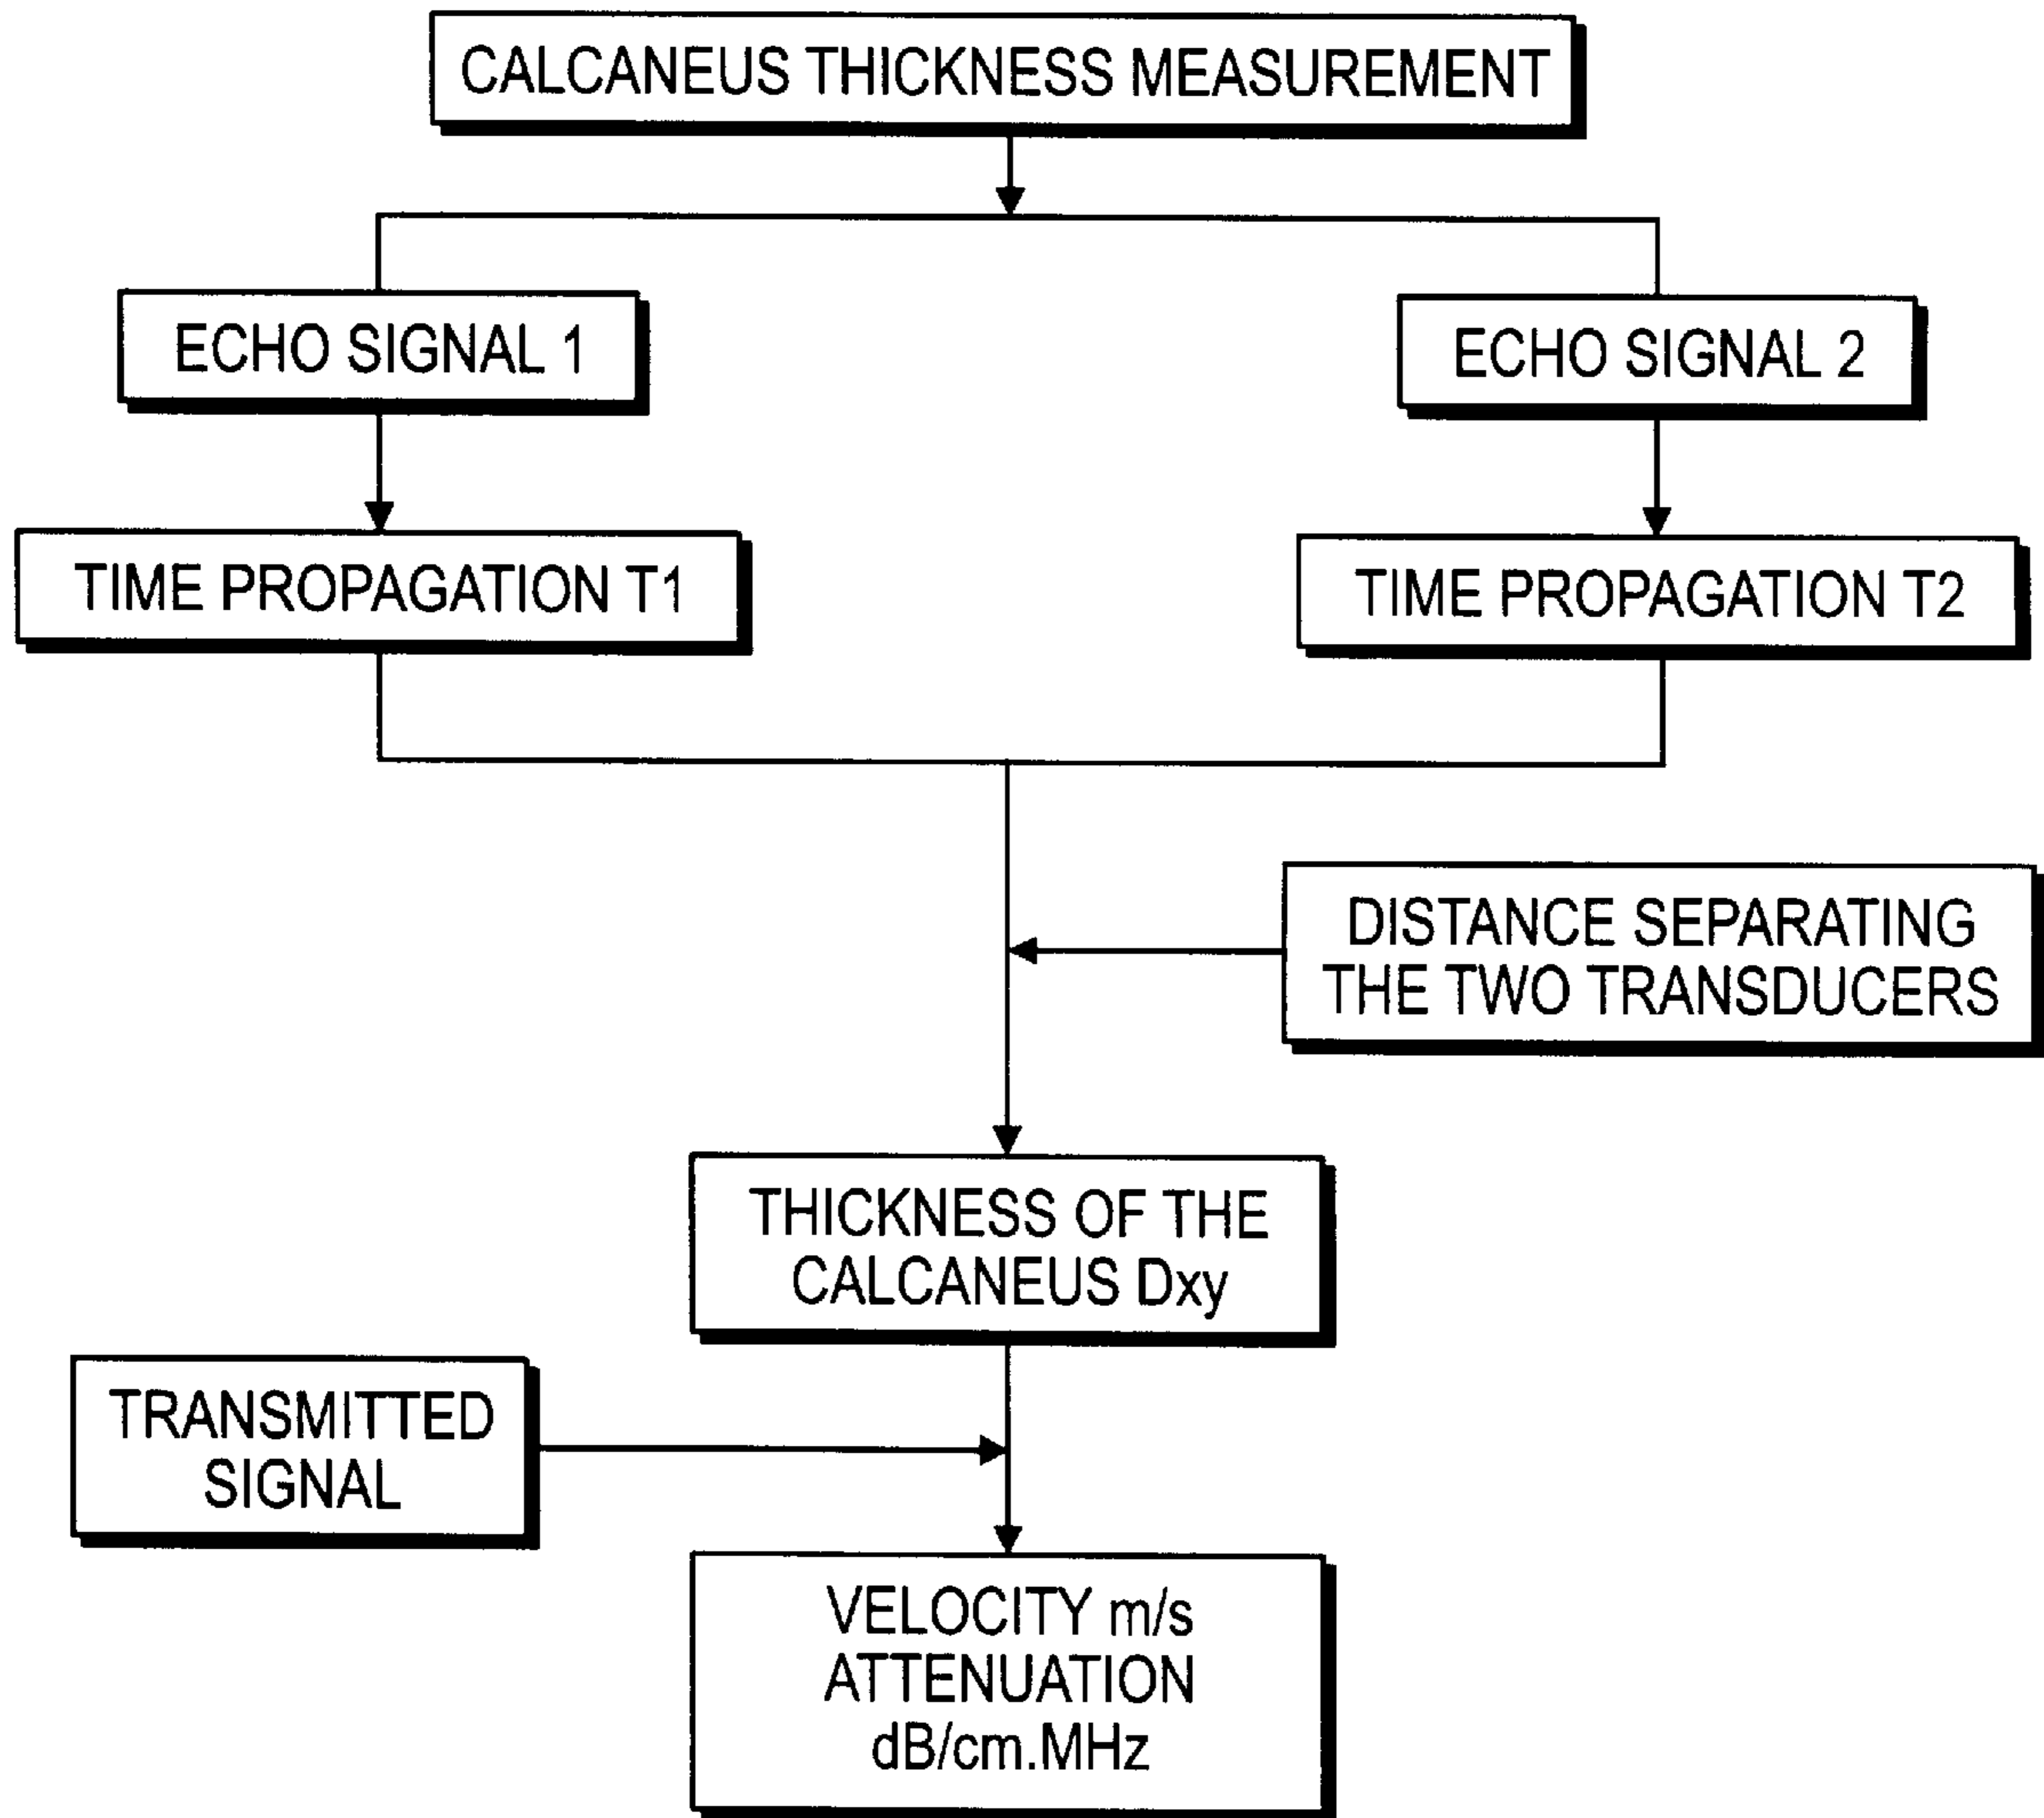 CALCANEUS THICKNESS MEASUREMENT
ECHO SIGNAL 1
ECHO SIGNAL 2
TIME PROPAGATION T1
TIME PROPAGATION T2
DISTANCE SEPARATING
THE TWO TRANSDUCERS
THICKNESS OF THE
CALCANEUS Dxy
TRANSMITTED
SIGNAL
VELOCITY m/s
ATTENUATION
dB/cm.MHz